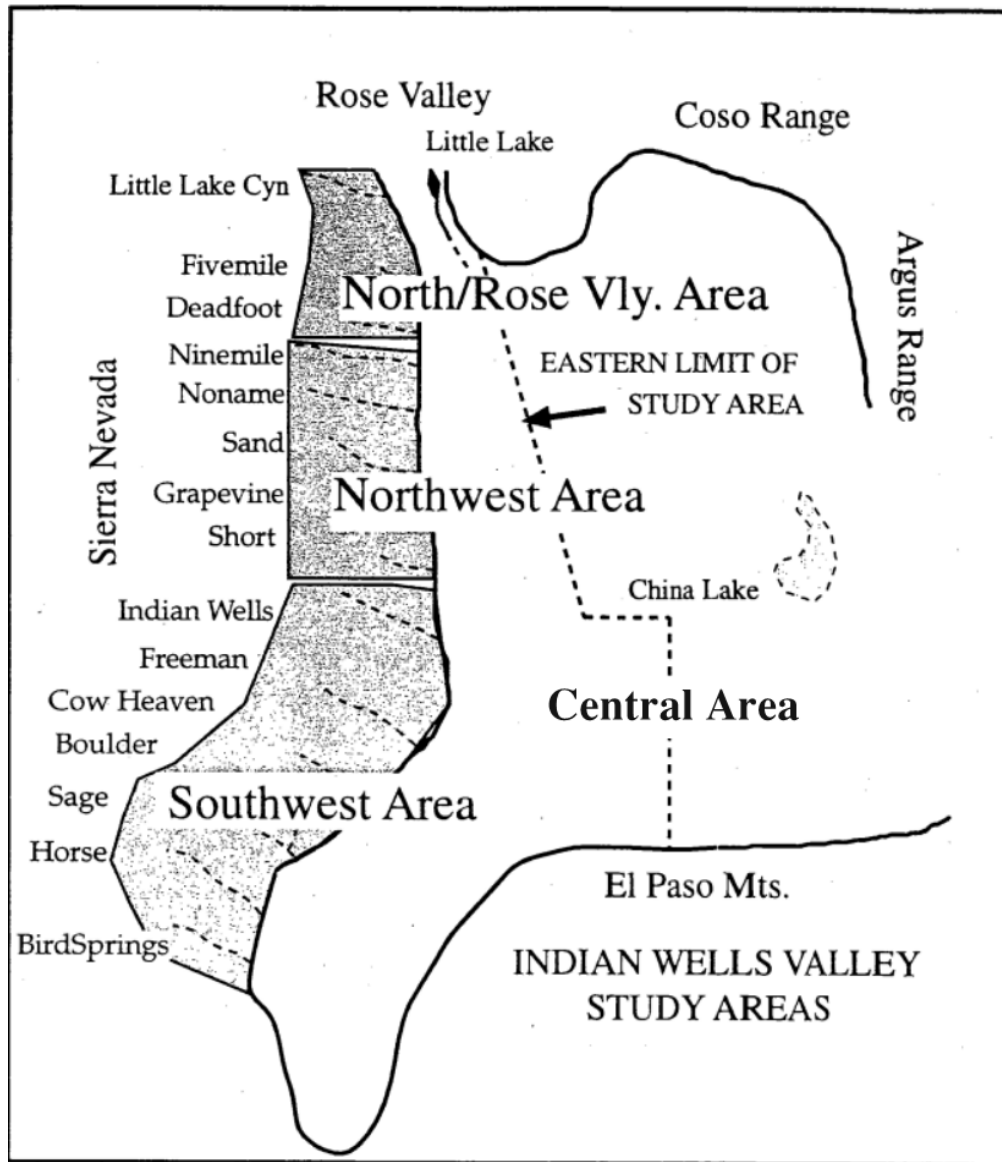 Rose Valley
Coso Range
Little Lake
Little Lake Cyn
Argus Range
Fivemile
North/Rose Vly. Area
Deadfoot
Ninemile
EASTERN LIMIT OF
STUDY AREA
Noname
Sierra Nevada
Sand
Northwest Area
Grapevine
Short
China Lake
Indian Wells
Freeman
Cow Heaven
Central Area
Boulder
Sage
Southwest Area
Horse
El Paso Mts.
BirdSprings
INDIAN WELLS VALLEY
STUDY AREAS